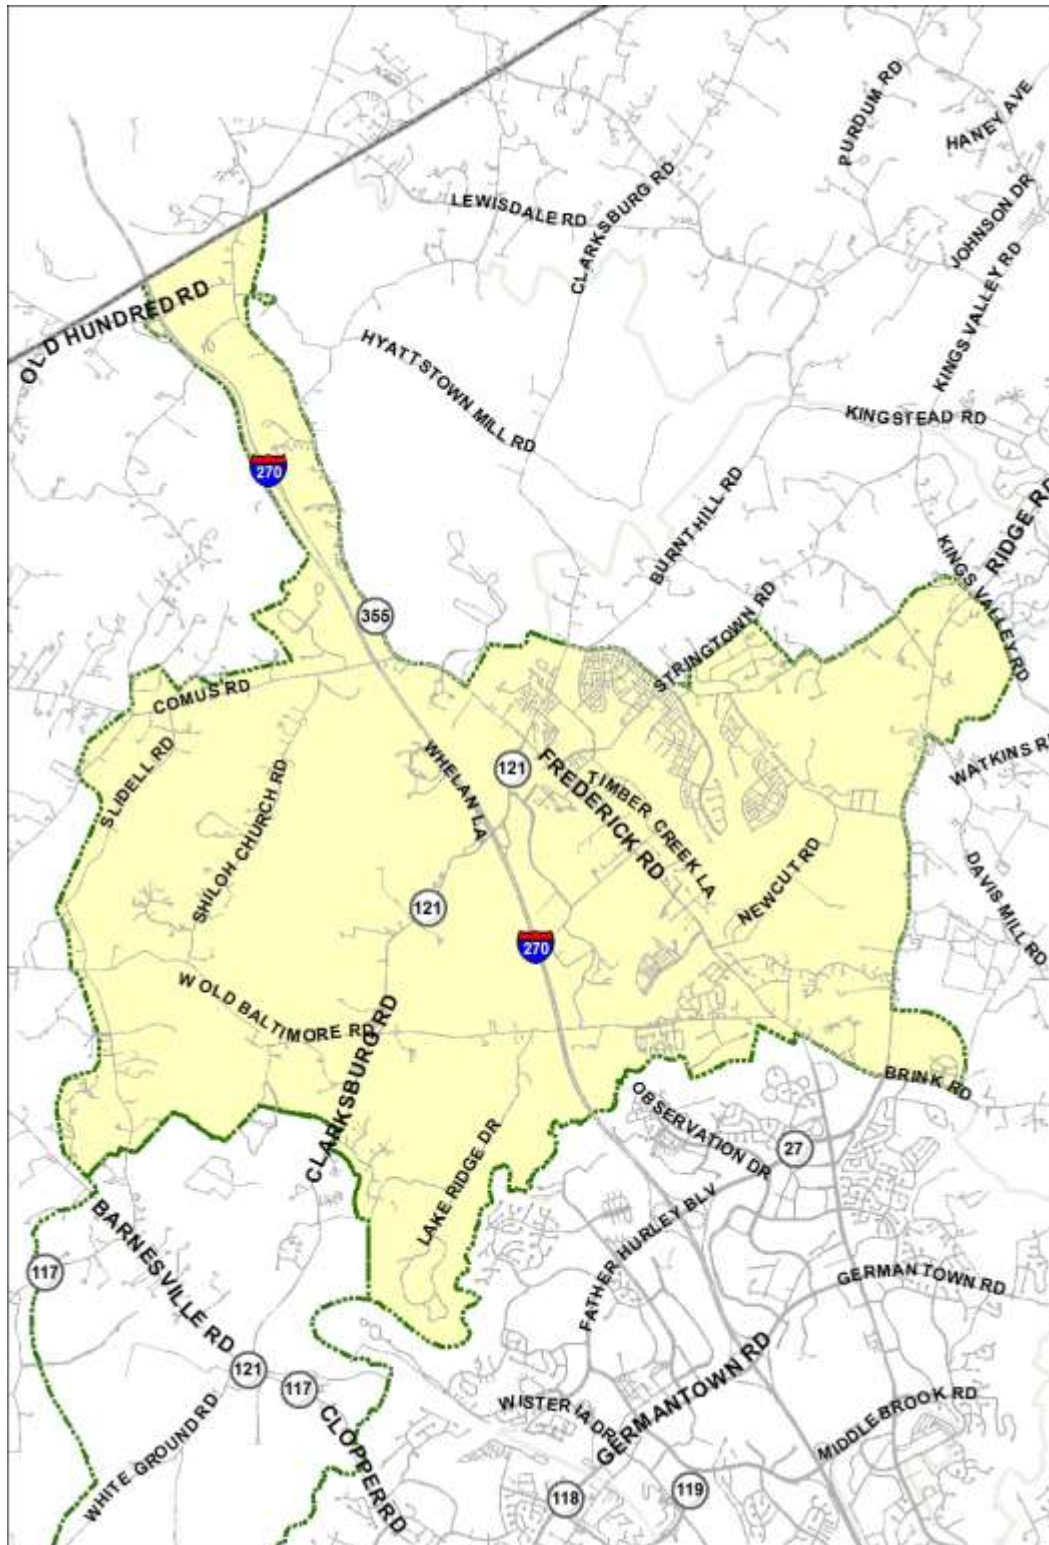 PURDUM RD
HANEY AVE
LEWISDALE RD
CLARKSBURG RD
JOHNSON DR
KINGS VALLEY RD
OLD HUNDRED RD
HYATTSTOWN MILL RD
KINGSTEAD RD
270
BURNT HILL RD
RIDGE RD
KINGS VALLEY RD
355
STRINGTOWN RD
COMUS RD
SLIDELL RD
SHILOH CHURCH RD
WHELAN LA
121
FREDERICK RD
TIMBER CREEK LA
WATKINS R
NEWCUT RD
DAVIS MILL RD
121
270
W OLD BALTIMORE RD
CLARKSBURG RD
BRINK RD
OBSERVATION DR
LAKE RIDGE DR
27
BARNESVILLE RD
117
FATHER HURLEY BLV
GERMANTOWN RD
121
117
WHITE GROUND RD
CLOPPER RD
WISTERIA DR
GERMANTOWN RD
MIDDLEBROOK RD
118
119